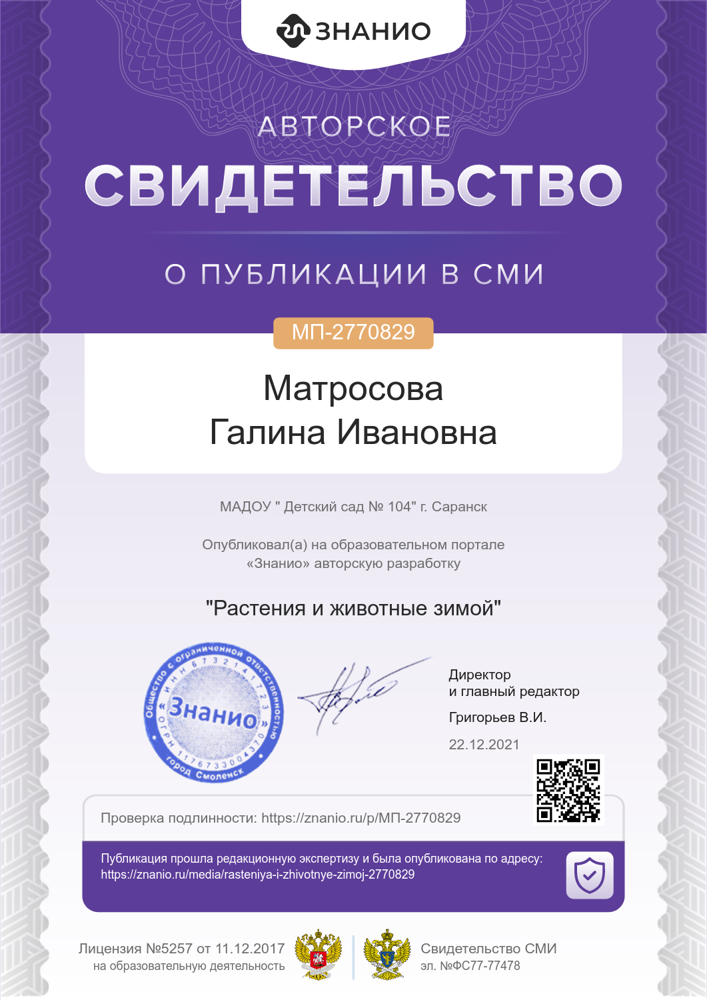 ЗНАНИО
АВТОРСКОЕ
СВИДЕТЕЛЬСТВО
О ПУБЛИКАЦИИ В СМИ
МП-2770829
Матросова
Галина Ивановна
МАДОУ " Детский сад № 104" г. Саранск
Опубликовал(а) на образовательном портале
«Знанио» авторскую разработку
"Растения и животные зимой"
Общество с ограниченной ответственностью
ИНН 6732141723
«Знанио»
ОГРН 1176733004370
город Смоленск
Директор
и главный редактор
Григорьев В.И.
22.12.2021
Проверка подлинности: https://znanio.ru/p/МП-2770829
Публикация прошла редакционную экспертизу и была опубликована по адресу:
https://znanio.ru/media/rasteniya-i-zhivotnye-zimoj-2770829
Лицензия №5257 от 11.12.2017
на образовательную деятельность
Свидетельство СМИ
эл. №ФС77-77478